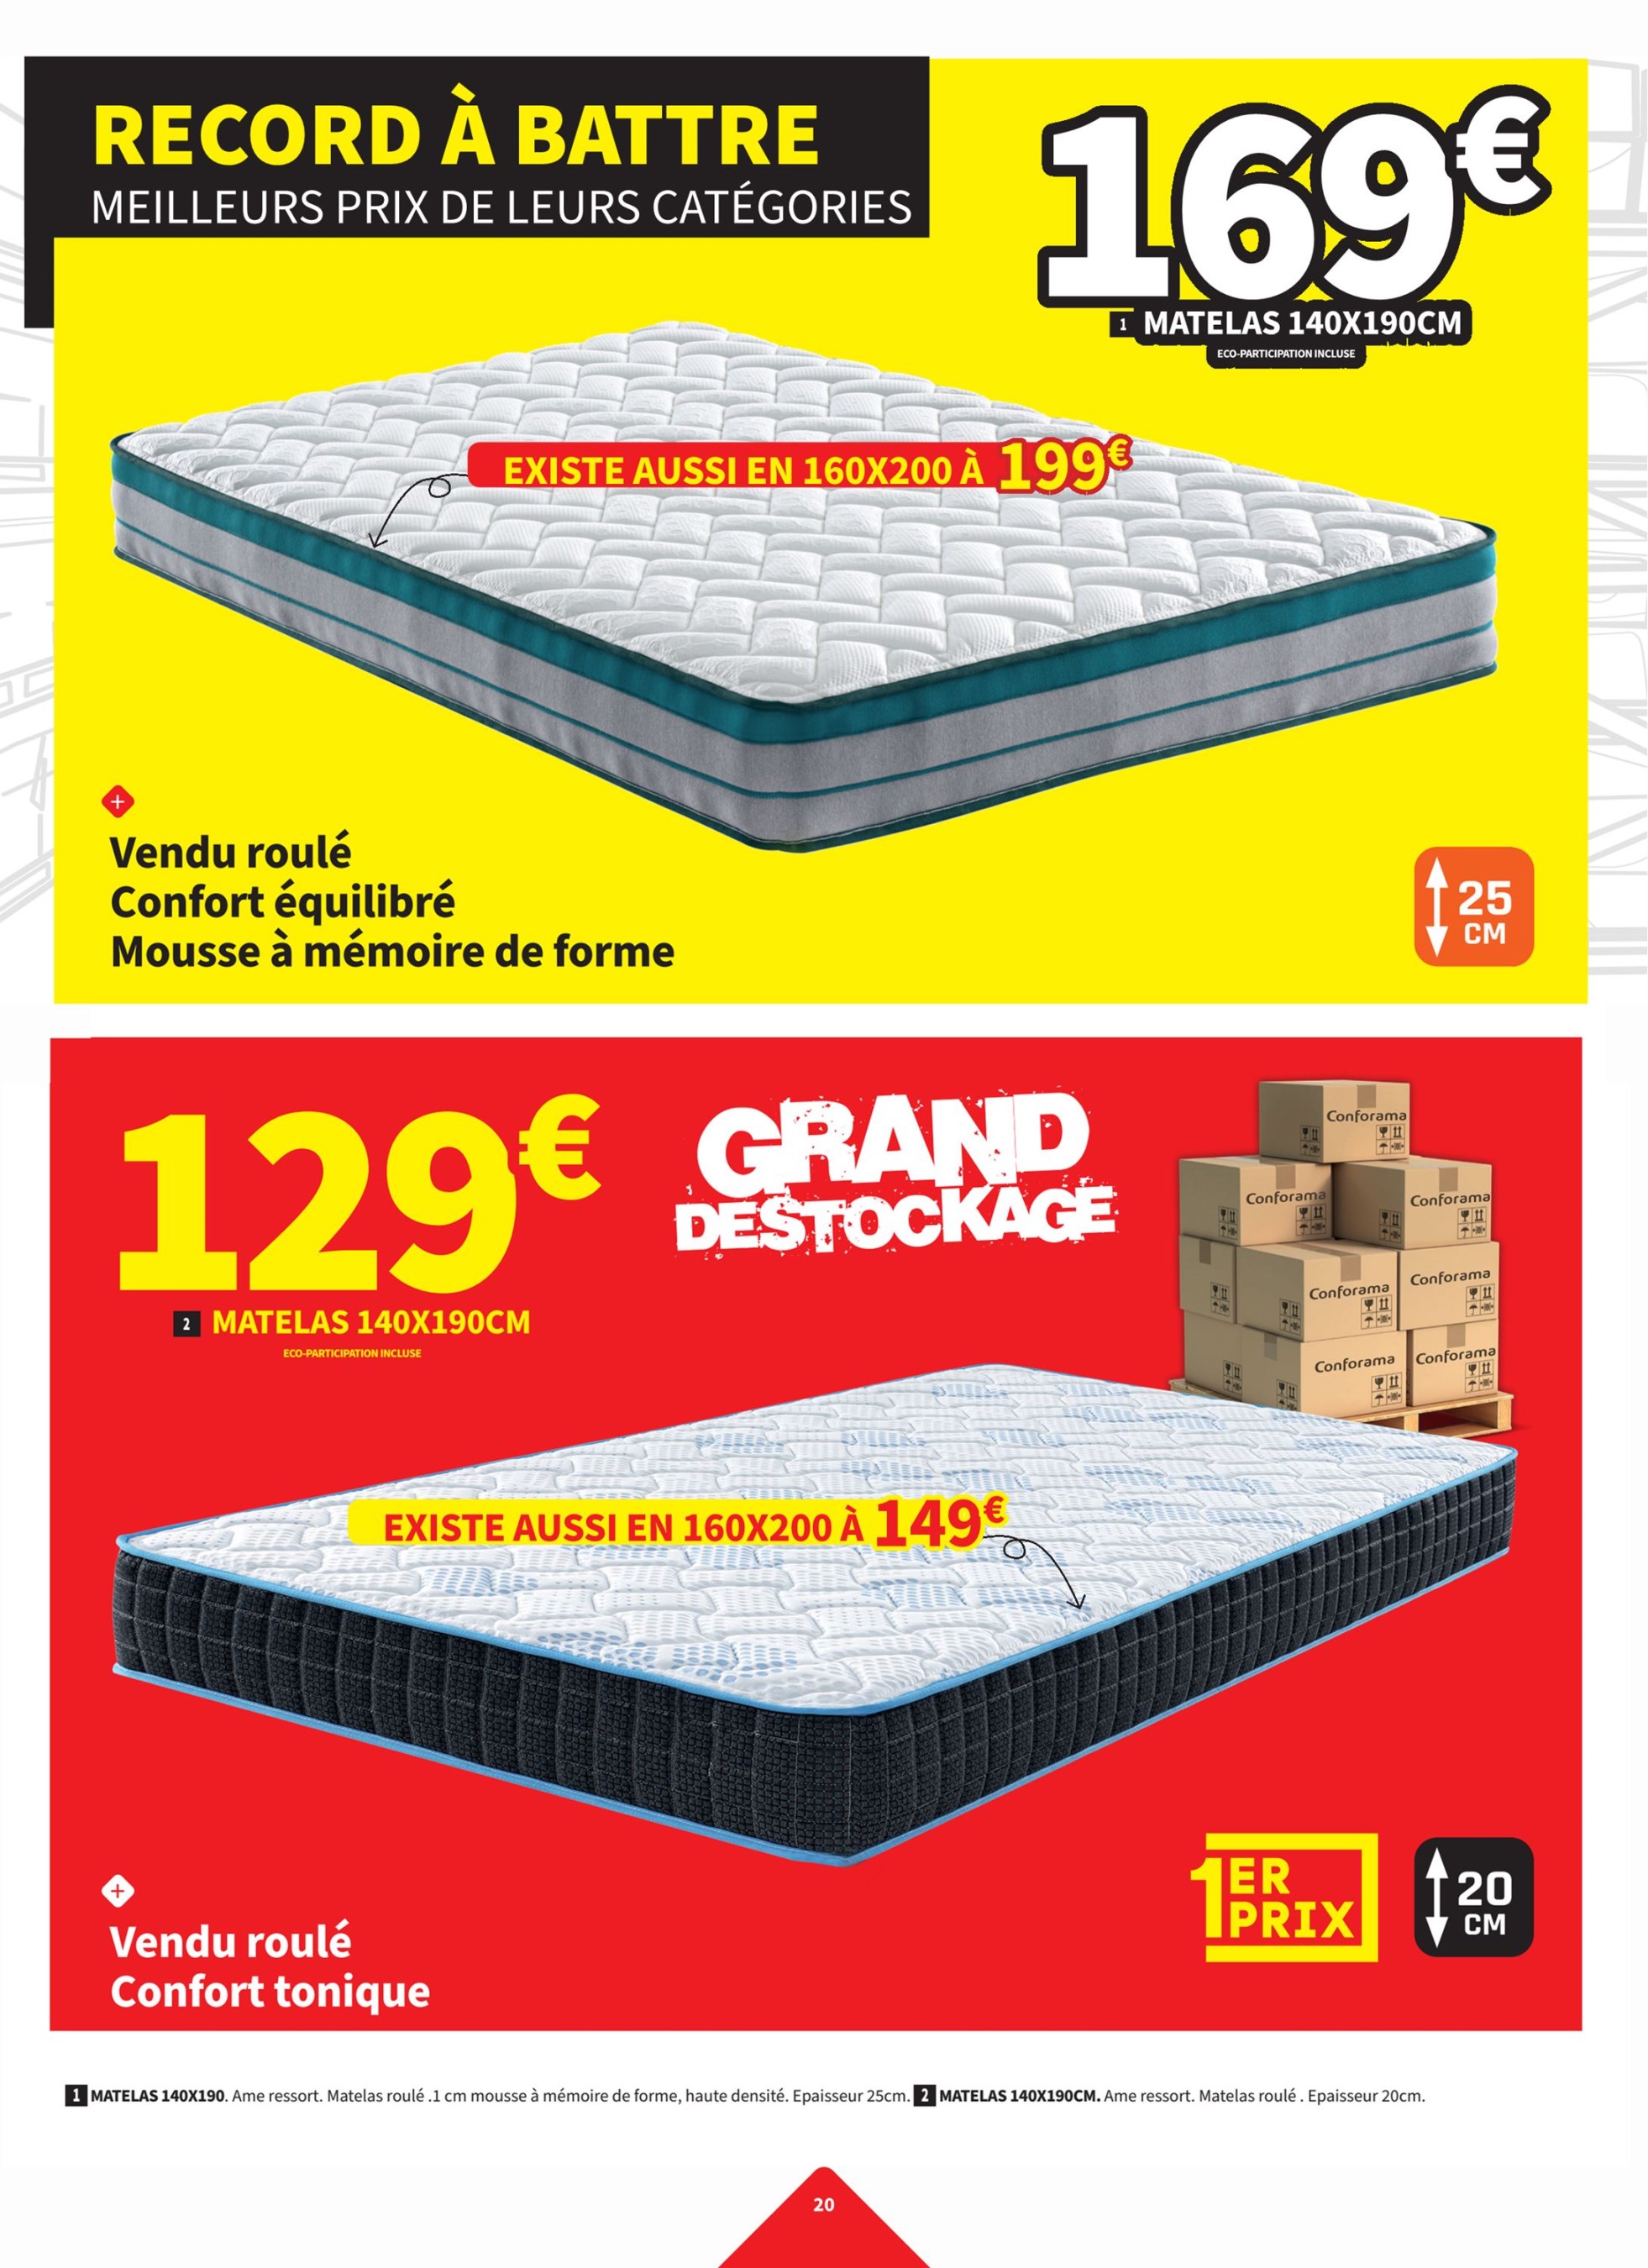 RECORD À BATTRE
MEILLEURS PRIX DE LEURS CATÉGORIES
169€
1 MATELAS 140X190CM
ECO-PARTICIPATION INCLUSE
EXISTE AUSSI EN 160X200 À 199€
+
Vendu roulé
Confort équilibré
Mousse à mémoire de forme
25
CM
129€
2 MATELAS 140X190CM
ECO-PARTICIPATION INCLUSE
GRAND
DESTOCKAGE
Conforama
Conforama
Conforama
Conforama
Conforama
Conforama
Conforama
EXISTE AUSSI EN 160X200 À 149€
+
Vendu roulé
Confort tonique
1ER
PRIX
20
CM
1 MATELAS 140X190. Ame ressort. Matelas roulé .1 cm mousse à mémoire de forme, haute densité. Epaisseur 25cm. 2 MATELAS 140X190CM. Ame ressort. Matelas roulé . Epaisseur 20cm.
20